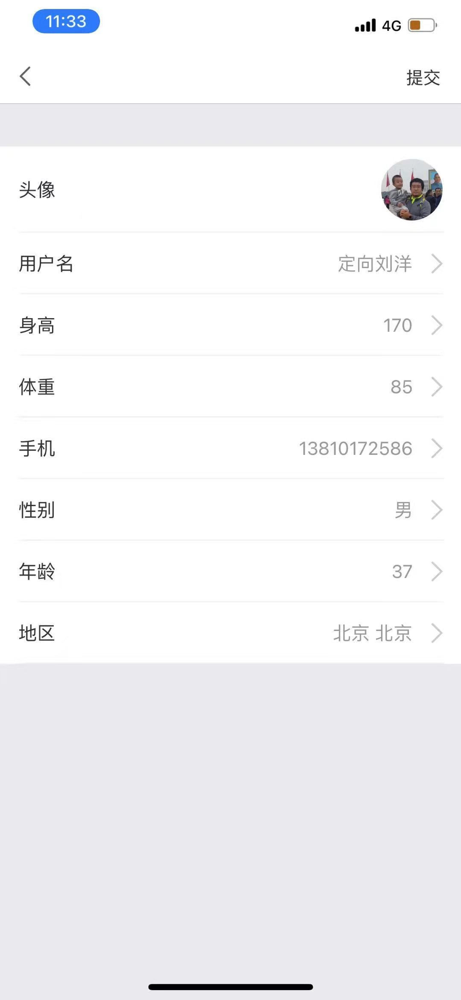 11:33 4G
提交
头像
用户名 定向刘洋
身高 170
体重 85
手机 13810172586
性别 男
年龄 37
地区 北京 北京